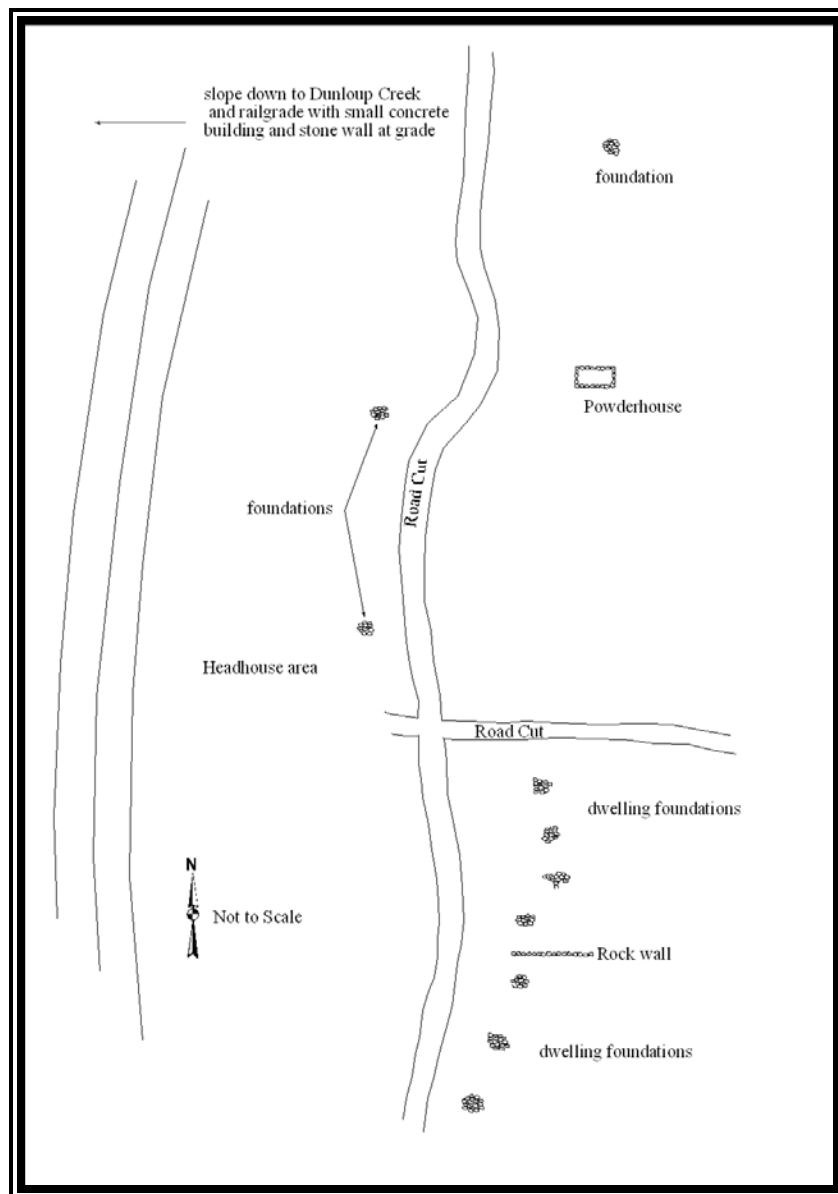 slope down to Dunloup Creek
and railgrade with small concrete
building and stone wall at grade
foundation
Powderhouse
Road Cut
foundations
Headhouse area
Road Cut
dwelling foundations
N
Not to Scale
Rock wall
dwelling foundations